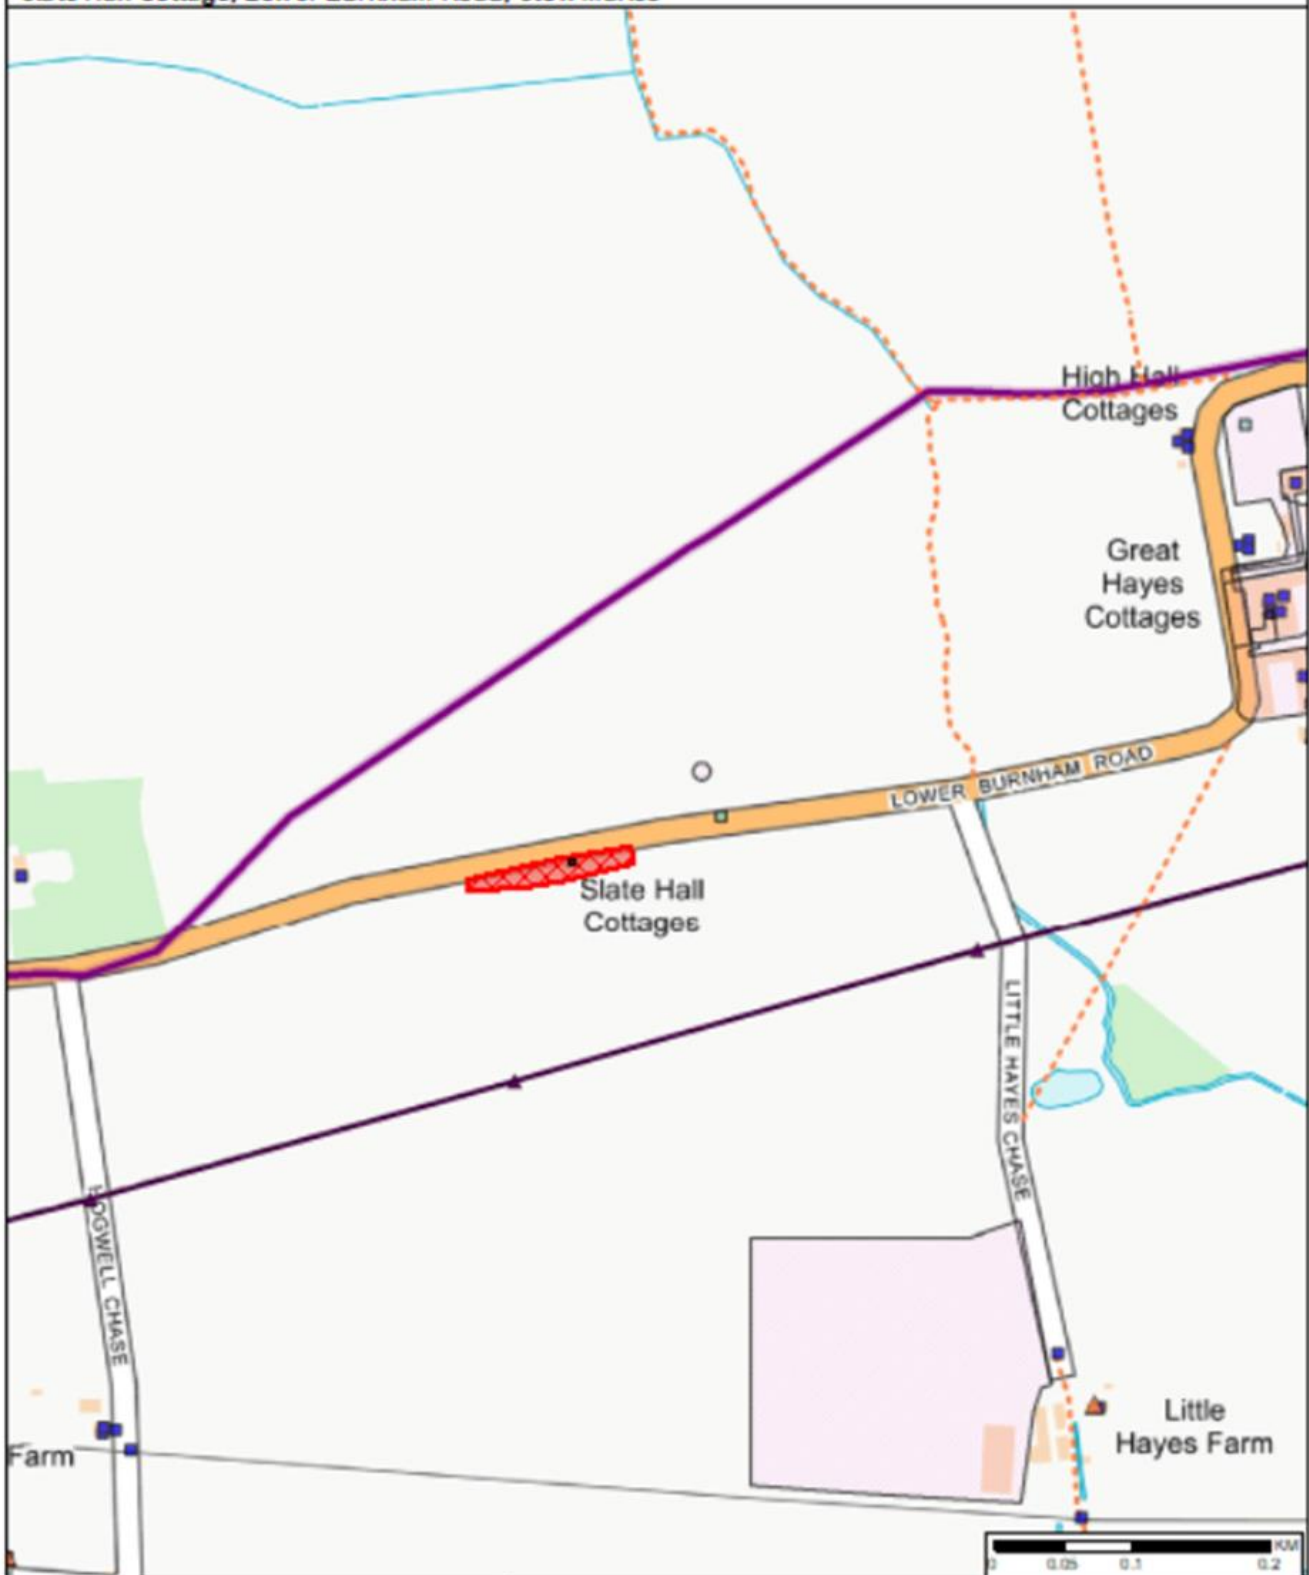 High Hall
Cottages
Great
Hayes
Cottages
LOWER BURNHAM ROAD
Slate Hall
Cottages
LITTLE HAYES CHASE
HOGWELL CHASE
Little
Hayes Farm
Farm
KM
0 0.05 0.1 0.2